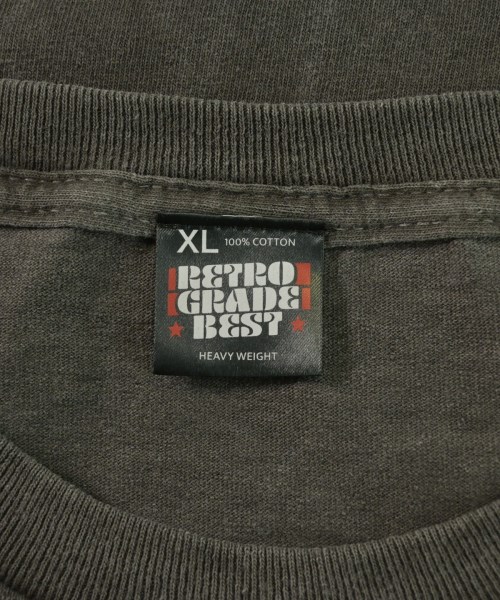 XL 100% COTTON
RETRO
GRADE
BEST
HEAVY WEIGHT